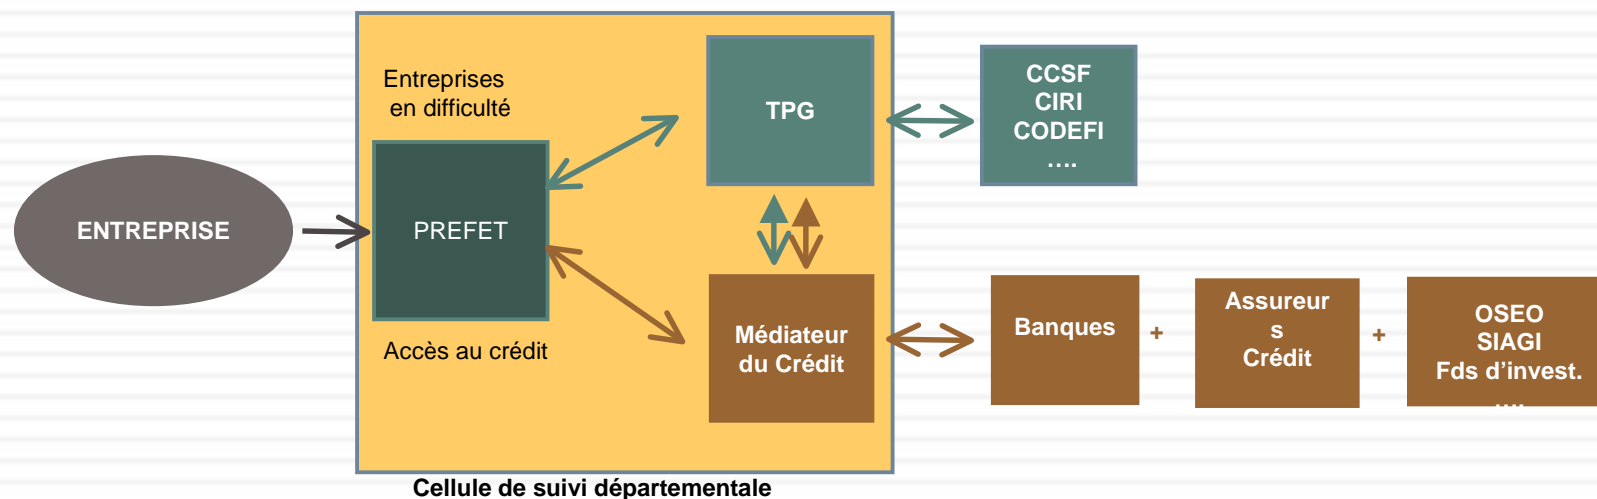 ENTREPRISE
Entreprises
en difficulté
PREFET
Accès au crédit
TPG
Médiateur
du Crédit
CCSF
CIRI
CODEFI
….
Banques
+
Assureur
s
Crédit
+
OSEO
SIAGI
Fds d’invest.
….
Cellule de suivi départementale